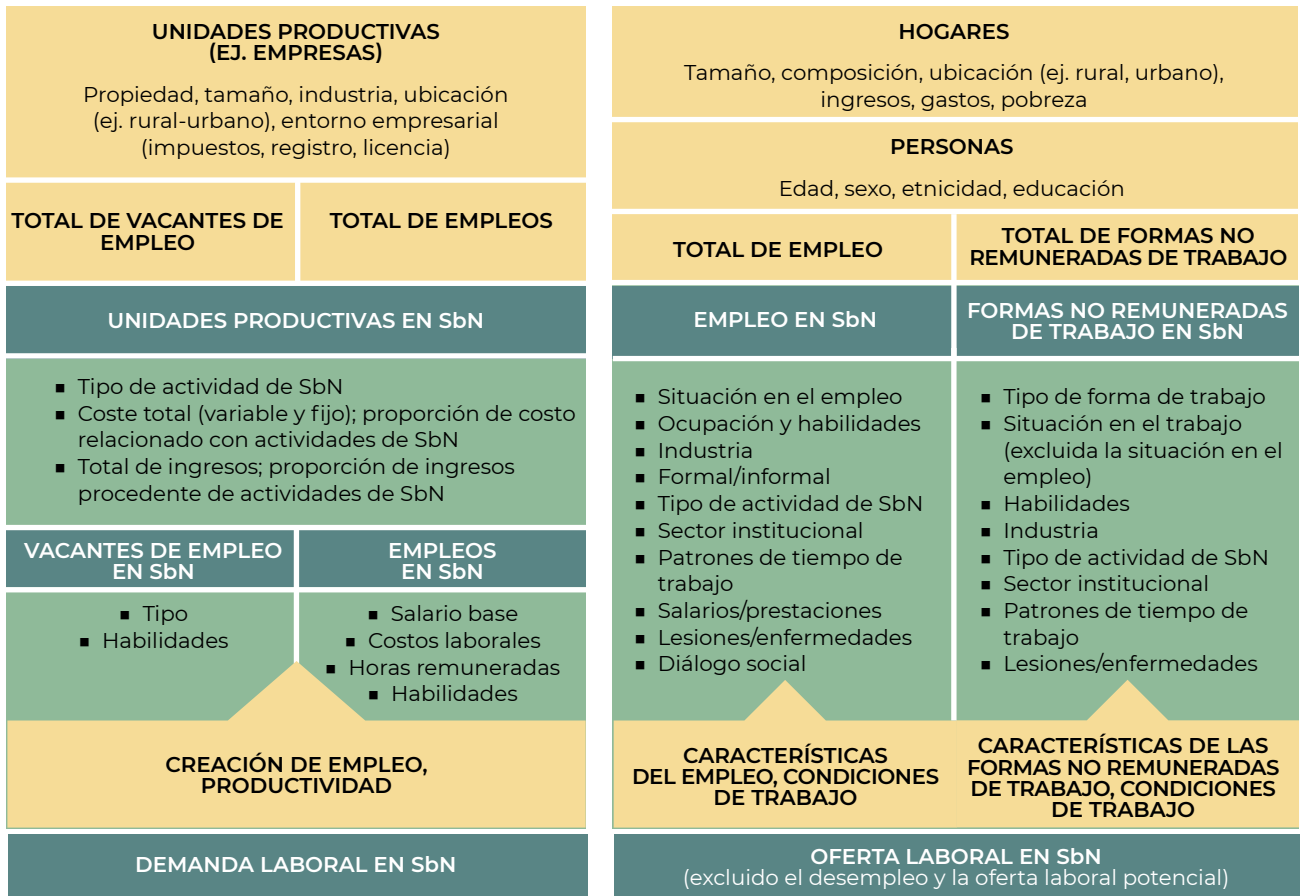 UNIDADES PRODUCTIVAS
(EJ. EMPRESAS)
Propiedad, tamaño, industria, ubicación
(ej. rural-urbano), entorno empresarial
(impuestos, registro, licencia)
TOTAL DE VACANTES DE
EMPLEO
TOTAL DE EMPLEOS
UNIDADES PRODUCTIVAS EN SbN
▪ Tipo de actividad de SbN
▪ Coste total (variable y fijo); proporción de costo
relacionado con actividades de SbN
▪ Total de ingresos; proporción de ingresos
procedente de actividades de SbN
VACANTES DE EMPLEO
EN SbN
▪ Tipo
▪ Habilidades
EMPLEOS
EN SbN
▪ Salario base
▪ Costos laborales
▪ Horas remuneradas
▪ Habilidades
CREACIÓN DE EMPLEO,
PRODUCTIVIDAD
DEMANDA LABORAL EN SbN
HOGARES
Tamaño, composición, ubicación (ej. rural, urbano),
ingresos, gastos, pobreza
PERSONAS
Edad, sexo, etnicidad, educación
TOTAL DE EMPLEO
TOTAL DE FORMAS NO
REMUNERADAS DE TRABAJO
EMPLEO EN SbN
▪ Situación en el empleo
▪ Ocupación y habilidades
▪ Industria
▪ Formal/informal
▪ Tipo de actividad de SbN
▪ Sector institucional
▪ Patrones de tiempo de
trabajo
▪ Salarios/prestaciones
▪ Lesiones/enfermedades
▪ Diálogo social
CARACTERÍSTICAS
DEL EMPLEO, CONDICIONES
DE TRABAJO
FORMAS NO REMUNERADAS
DE TRABAJO EN SbN
▪ Tipo de forma de trabajo
▪ Situación en el trabajo
(excluida la situación en el
empleo)
▪ Habilidades
▪ Industria
▪ Tipo de actividad de SbN
▪ Sector institucional
▪ Patrones de tiempo de
trabajo
▪ Lesiones/enfermedades
CARACTERÍSTICAS DE LAS
FORMAS NO REMUNERADAS
DE TRABAJO, CONDICIONES
DE TRABAJO
OFERTA LABORAL EN SbN
(excluido el desempleo y la oferta laboral potencial)